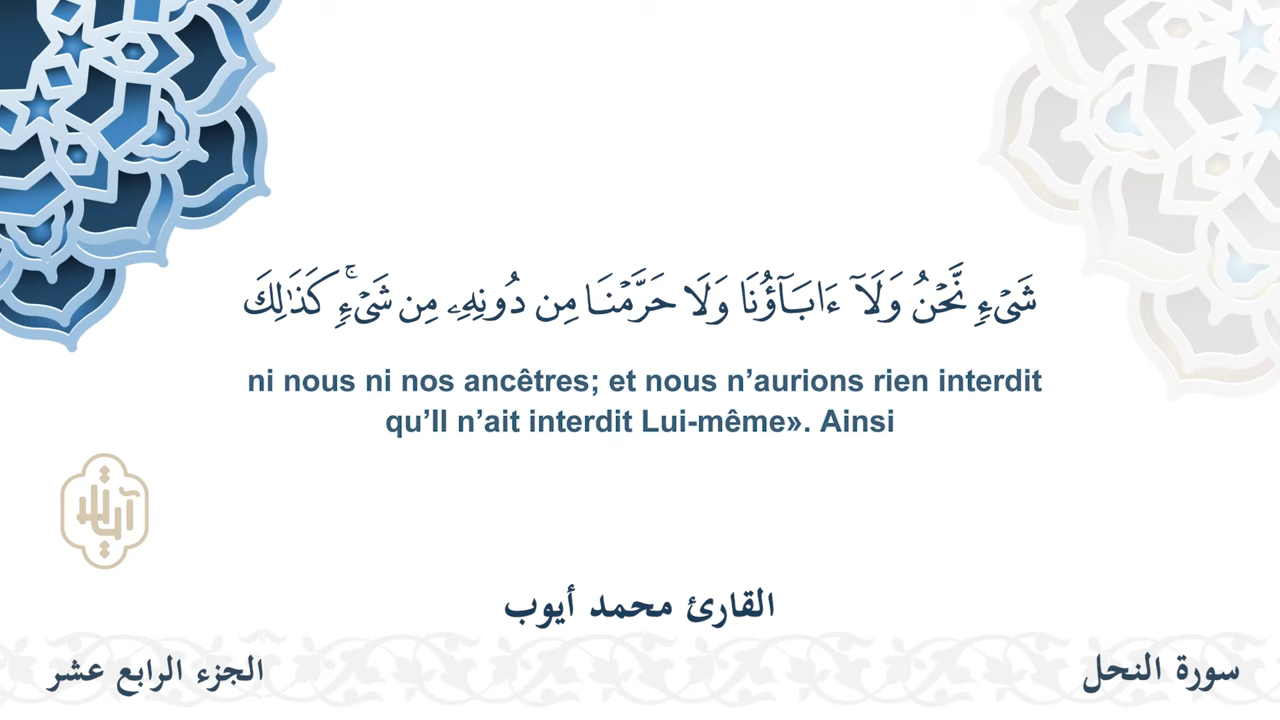 شَىْءٍ نَّحْنُ وَلَآ ءَابَآؤُنَا وَلَا حَرَّمْنَا مِن دُونِهِۦ مِن شَىْءٍ ۚ كَذَٰلِكَ
ni nous ni nos ancêtres; et nous n’aurions rien interdit
qu’Il n’ait interdit Lui-même». Ainsi
القارئ محمد أيوب
سورة النحل
الجزء الرابع عشر